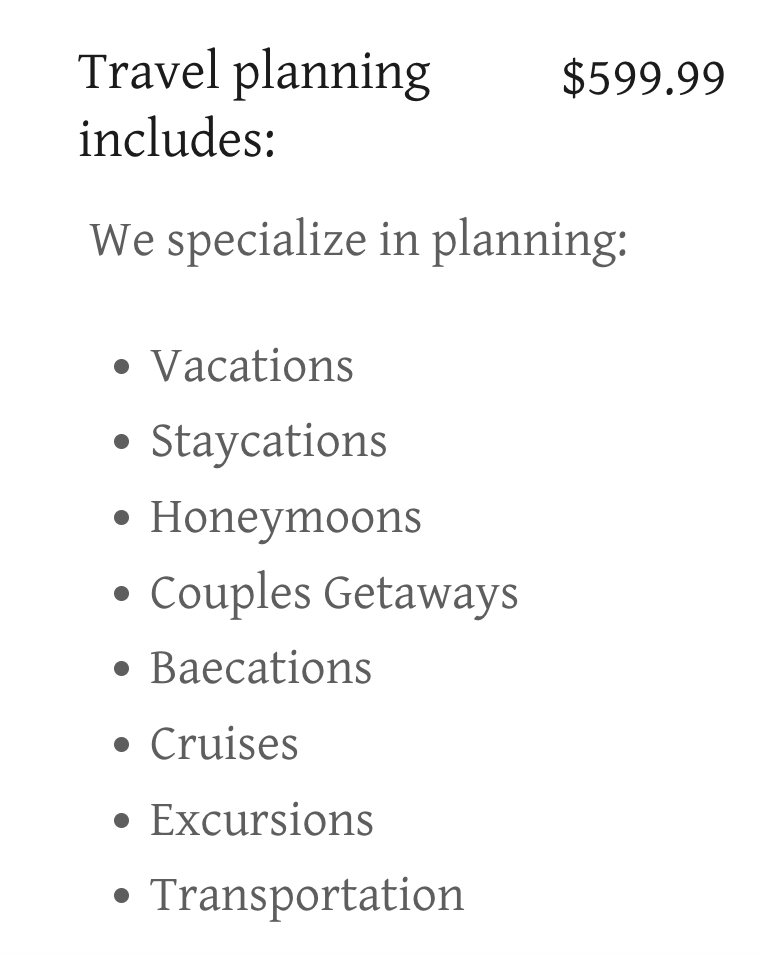 Travel planning $599.99
includes:
We specialize in planning:
• Vacations
• Staycations
• Honeymoons
• Couples Getaways
• Baecations
• Cruises
• Excursions
• Transportation